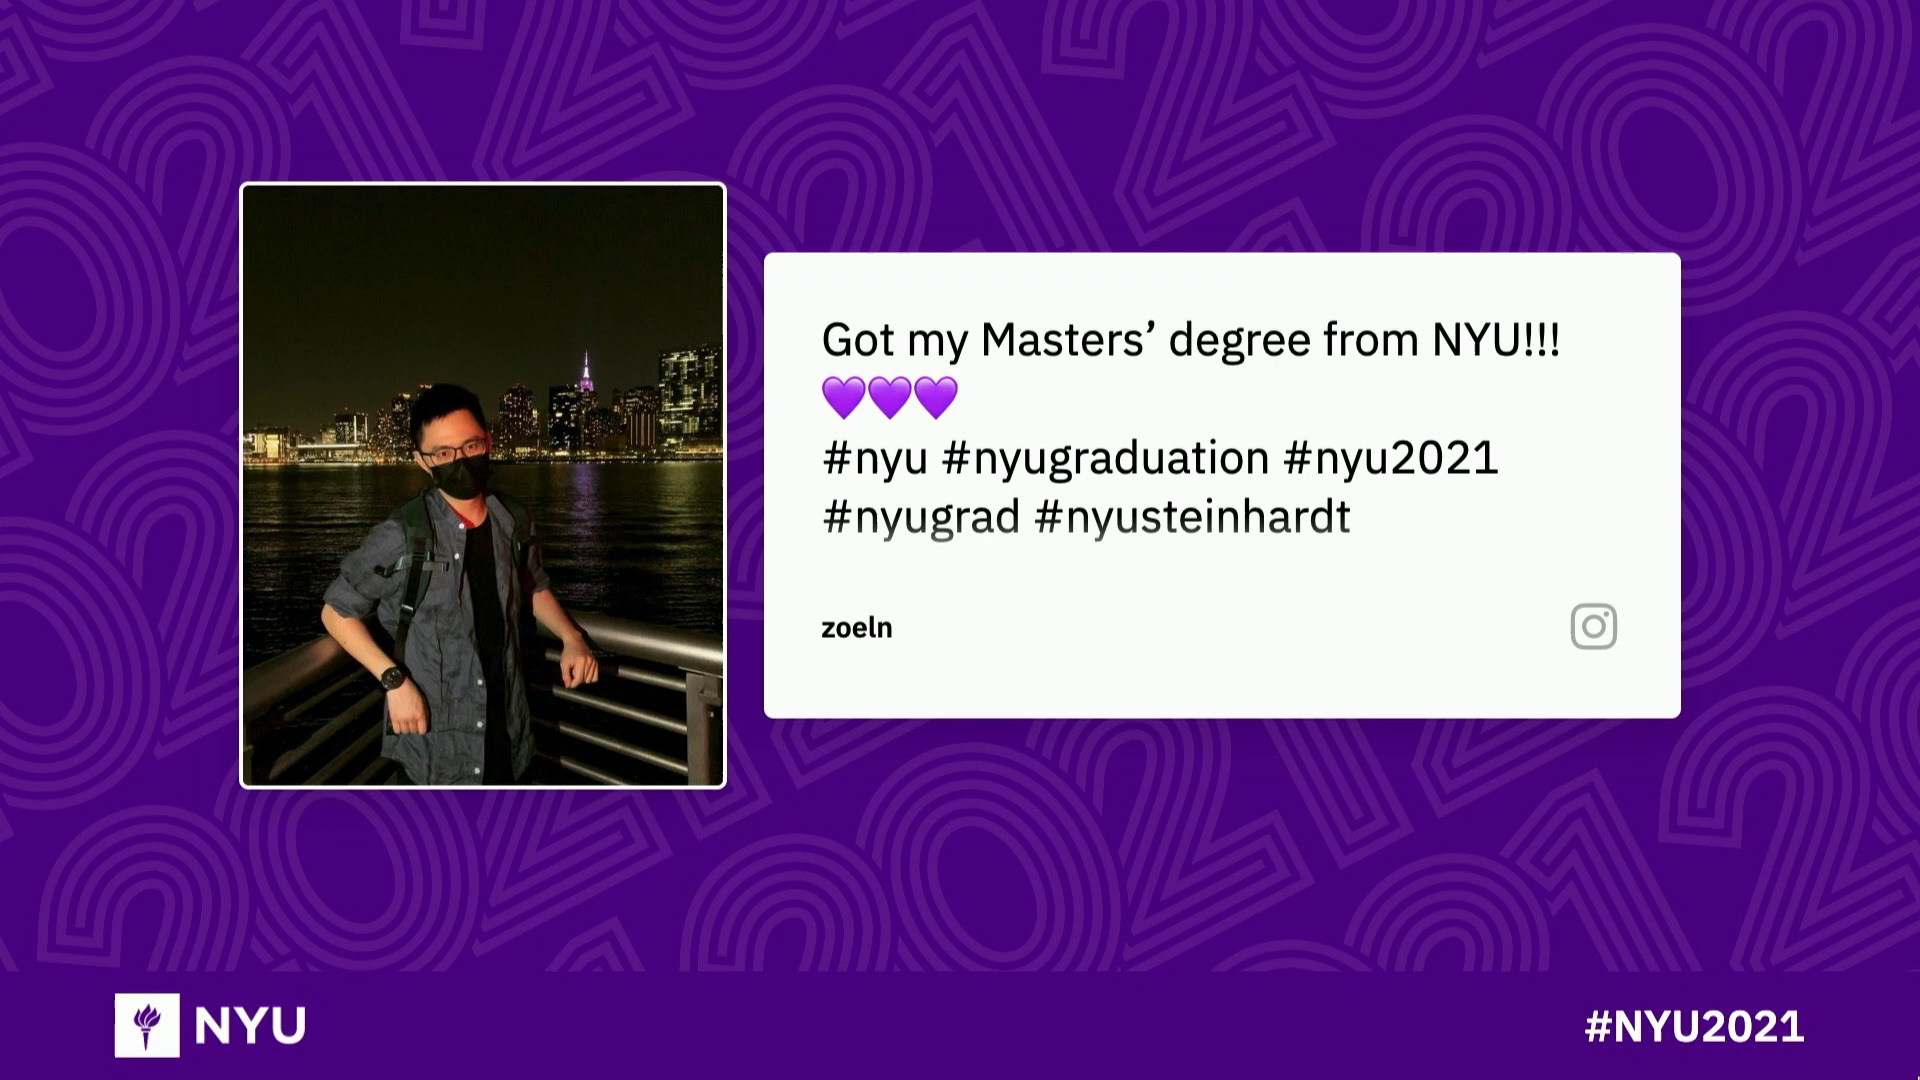 Got my Masters’ degree from NYU!!!
💜💜💜
#nyu #nyugraduation #nyu2021
#nyugrad #nyusteinhardt
zoeln
NYU
#NYU2021